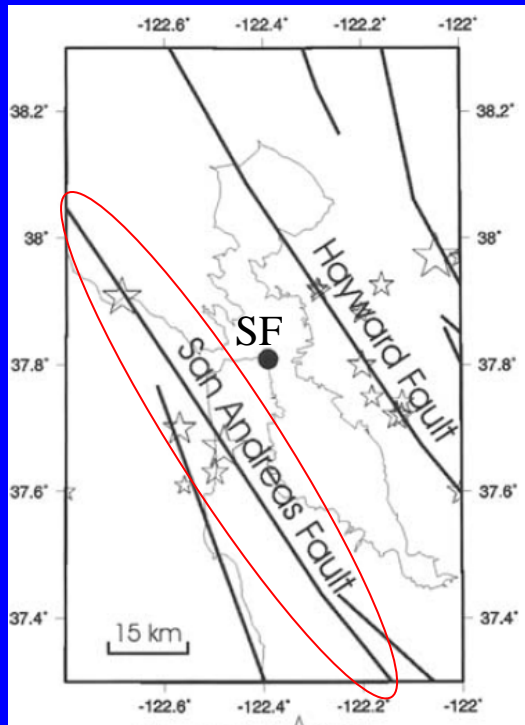 -122.6˚ -122.4˚ -122.2˚ -122˚
38.2˚ 38.2˚
38˚ 38˚
Hayward Fault
SF
San Andreas Fault
37.8˚ 37.8˚
37.6˚ 37.6˚
37.4˚ 37.4˚
15 km
-122.6˚ -122.4˚ -122.2˚ -122˚